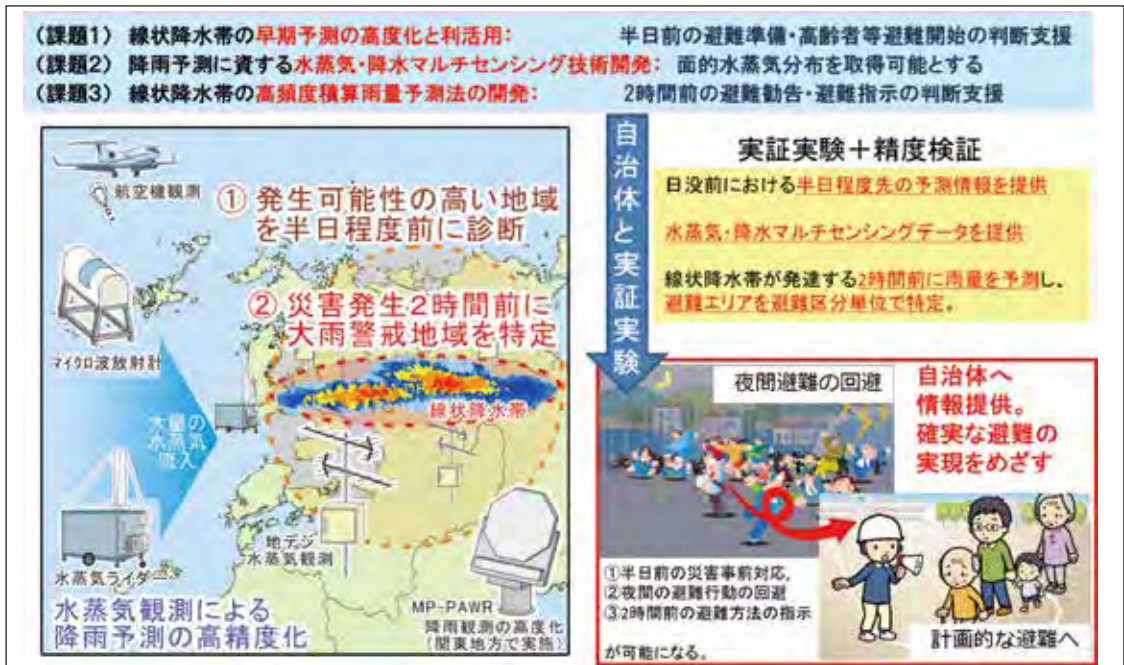 (課題1) 線状降水帯の早期予測の高度化と利活用: 半日前の避難準備・高齢者等避難開始の判断支援
(課題2) 降雨予測に資する水蒸気・降水マルチセンシング技術開発: 面的水蒸気分布を取得可能とする
(課題3) 線状降水帯の高頻度積算雨量予測法の開発: 2時間前の避難勧告・避難指示の判断支援
航空機観測
① 発生可能性の高い地域
を半日程度前に診断
② 災害発生2時間前に
大雨警戒地域を特定
マイクロ波放射計
線状降水帯
大量の
水蒸気
流入
地デジ
水蒸気観測
水蒸気ライダー
水蒸気観測による
降雨予測の高精度化
MP-PAWR
降雨観測の高度化
(関東地方で実施)
自治体と実証実験
実証実験+精度検証
日没前における半日程度先の予測情報を提供
水蒸気・降水マルチセンシングデータを提供
線状降水帯が発達する2時間前に雨量を予測し、
避難エリアを避難区分単位で特定。
夜間避難の回避
自治体へ
情報提供。
確実な避難の
実現をめざす
①半日前の災害事前対応,
②夜間の避難行動の回避
③2時間前の避難方法の指示
が可能になる。
計画的な避難へ